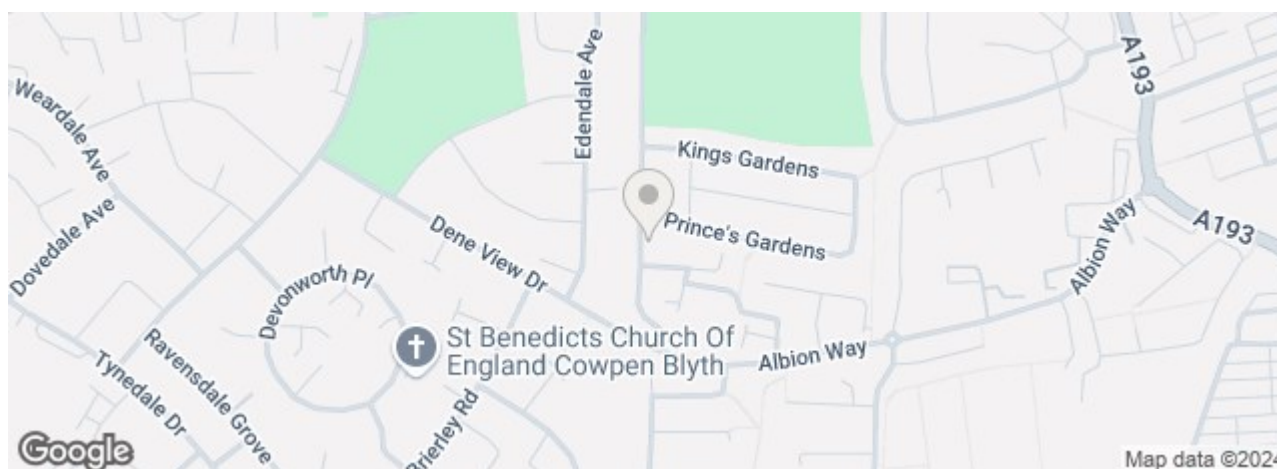 Weardale Ave
Edendale Ave
A193
Kings Gardens
Dovedale Ave
Dene View Dr
Prince's Gardens
Albion Way
A193
Devonworth Pl
St Benedicts Church Of
England Cowpen Blyth
Albion Way
Ravensdale Grove
Tynedale Dr
Brierley Rd
Google
Map data ©2024